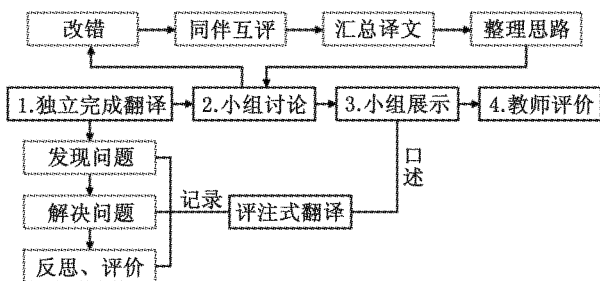 改错 同伴互评 汇总译文 整理思路
1.独立完成翻译 2.小组讨论 3.小组展示 4.教师评价
发现问题
口述
记录
解决问题 评注式翻译
反思、评价